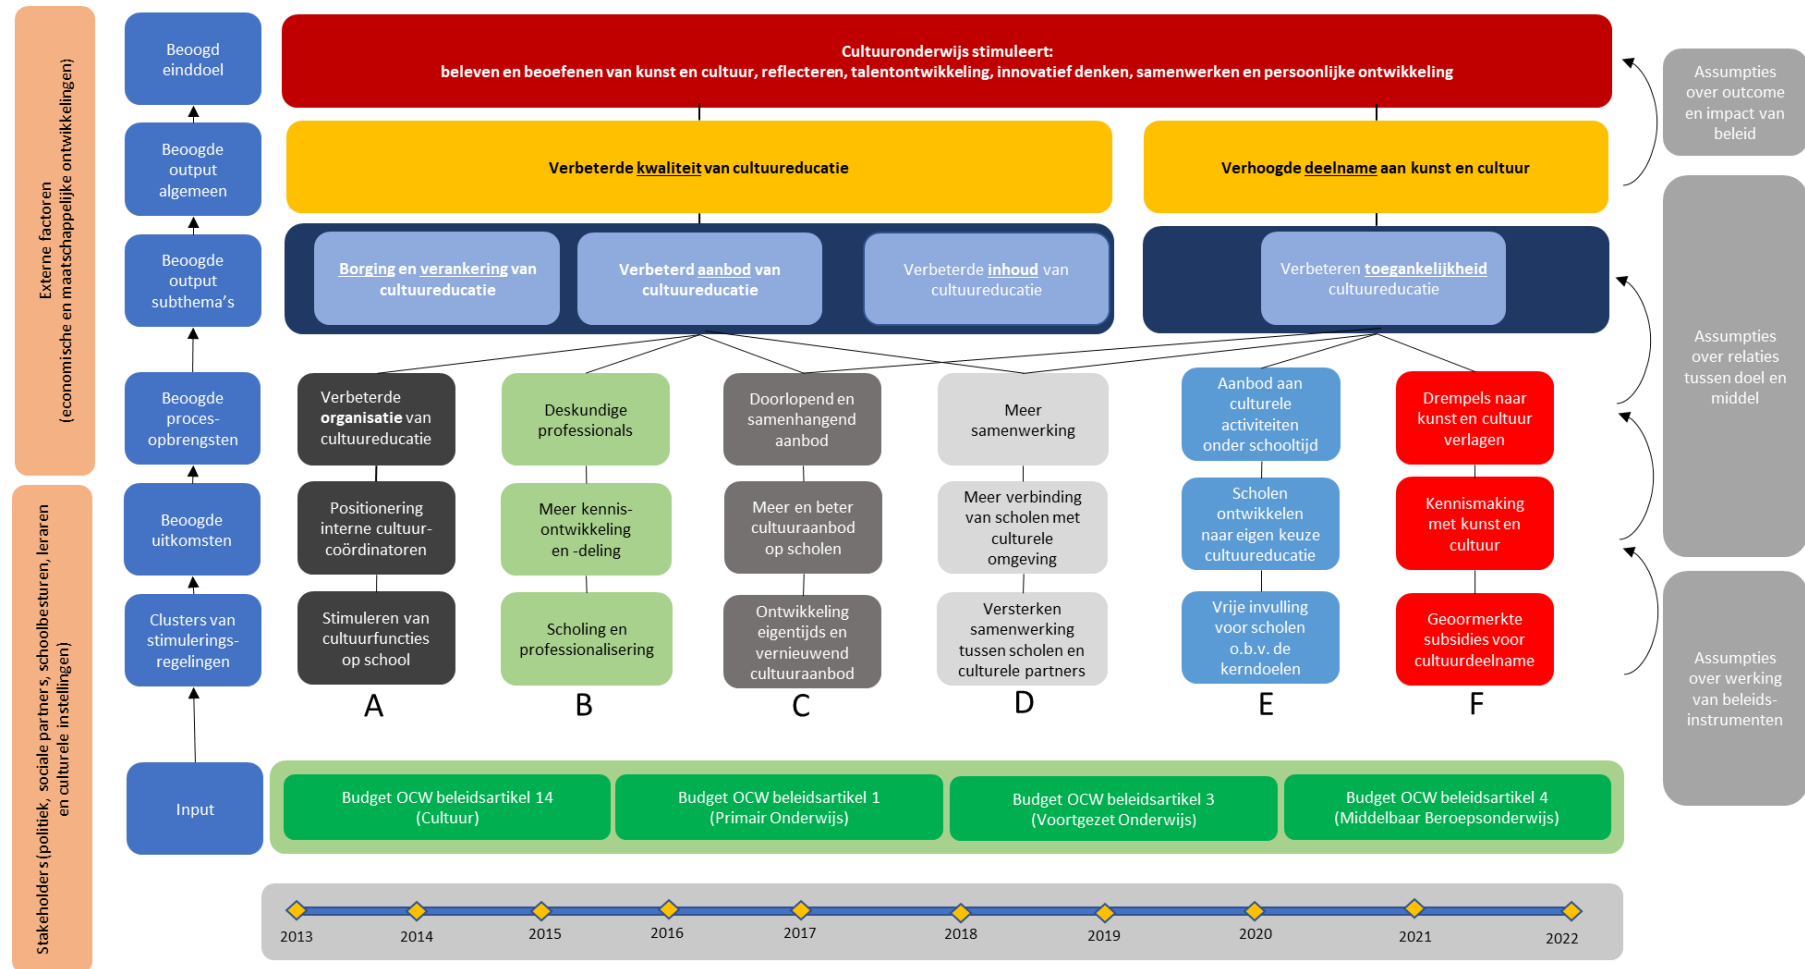 Externe factoren
(economische en maatschappelijke ontwikkelingen)
Stakeholders (politiek, sociale partners, schoolbesturen, leraren
en culturele instellingen)
Beoogd
einddoel
Cultuuronderwijs stimuleert:
beleven en beoefenen van kunst en cultuur, reflecteren, talentontwikkeling, innovatief denken, samenwerken en persoonlijke ontwikkeling
Assumpties
over outcome
en impact van
beleid
Beoogde
output
algemeen
Verbeterde kwaliteit van cultuureducatie
Verhoogde deelname aan kunst en cultuur
Beoogde
output
subthema's
Borging en verankering van
cultuureducatie
Verbeterd aanbod van
cultuureducatie
Verbeterde inhoud van
cultuureducatie
Verbeteren toegankelijkheid
cultuureducatie
Assumpties
over relaties
tussen doel en
middel
Beoogde
proces-
opbrengsten
Verbeterde
organisatie van
cultuureducatie
Deskundige
professionals
Doorlopend en
samenhangend
aanbod
Meer
samenwerking
Aanbod aan
culturele
activiteiten
onder schooltijd
Drempels naar
kunst en cultuur
verlagen
Beoogde
uitkomsten
Positionering
interne cultuur-
coördinatoren
Meer kennis-
ontwikkeling
en -deling
Meer en beter
cultuuraanbod
op scholen
Meer verbinding
van scholen met
culturele
omgeving
Scholen
ontwikkelen
naar eigen keuze
cultuureducatie
Kennismaking
met kunst en
cultuur
Clusters van
stimulerings-
regelingen
Stimuleren van
cultuurfuncties
op school
Scholing en
professionalisering
Ontwikkeling
eigentijds en
vernieuwend
cultuuraanbod
Versterken
samenwerking
tussen scholen en
culturele partners
Vrije invulling
voor scholen
o.b.v. de
kerndoelen
Geoormerkte
subsidies voor
cultuurdeelname
Assumpties
over werking
van beleids-
instrumenten
A
B
C
D
E
F
Input
Budget OCW beleidsartikel 14
(Cultuur)
Budget OCW beleidsartikel 1
(Primair Onderwijs)
Budget OCW beleidsartikel 3
(Voortgezet Onderwijs)
Budget OCW beleidsartikel 4
(Middelbaar Beroepsonderwijs)
2013
2014
2015
2016
2017
2018
2019
2020
2021
2022